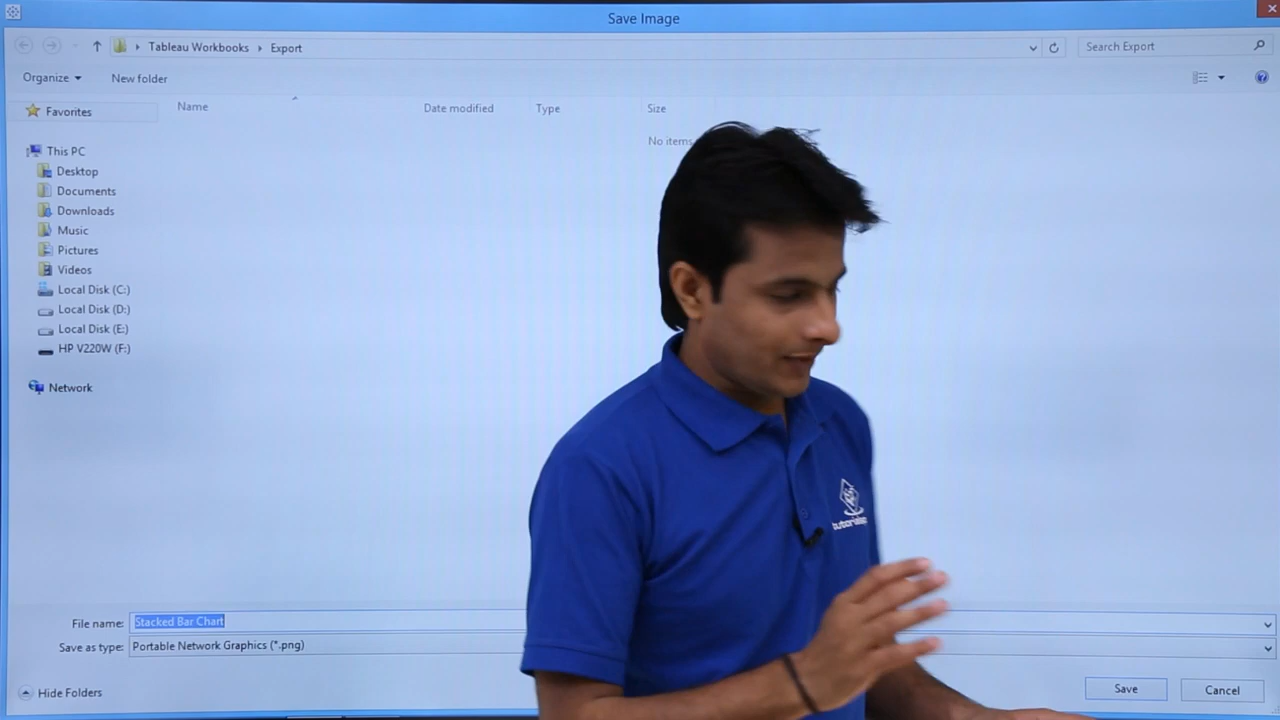 Save Image
Tableau Workbooks Export
Search Export
Organize
New folder
Favorites
Name
Date modified
Type
Size
No items
This PC
Desktop
Documents
Downloads
Music
Pictures
Videos
Local Disk (C:)
Local Disk (D:)
Local Disk (E:)
HP V220W (F:)
Network
File name: Stacked Bar Chart
Save as type: Portable Network Graphics (*.png)
Hide Folders
Save
Cancel